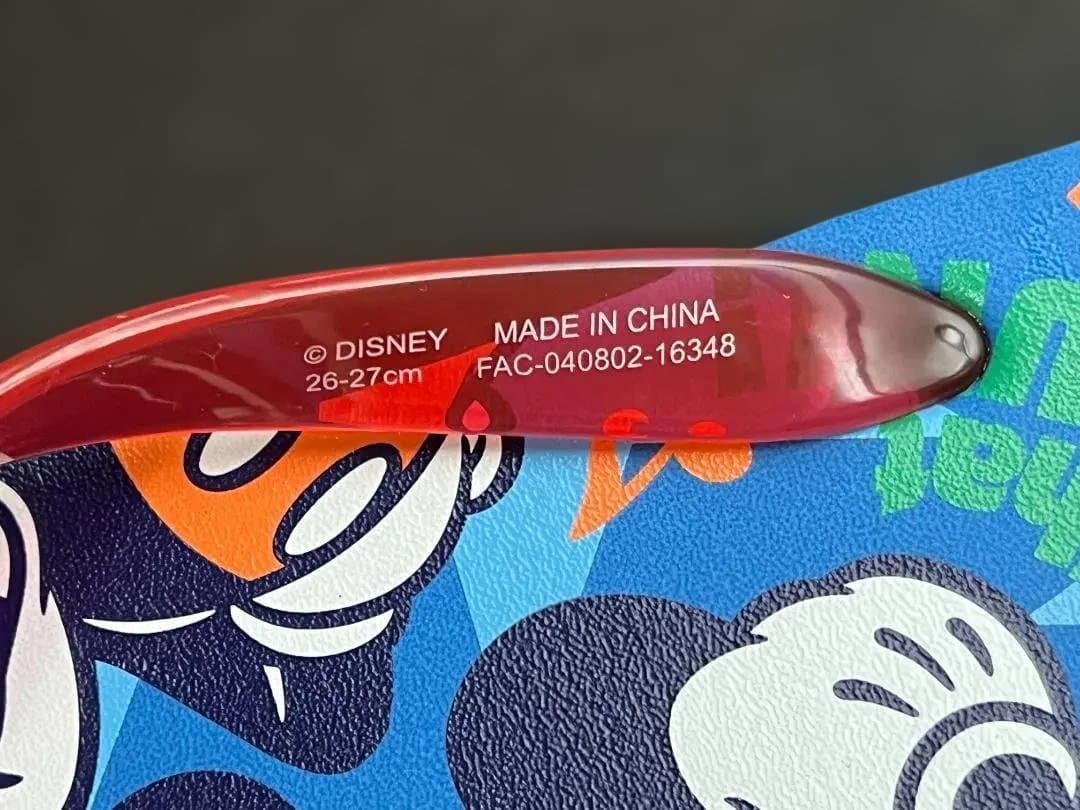 © DISNEY
26-27cm
MADE IN CHINA
FAC-040802-16348